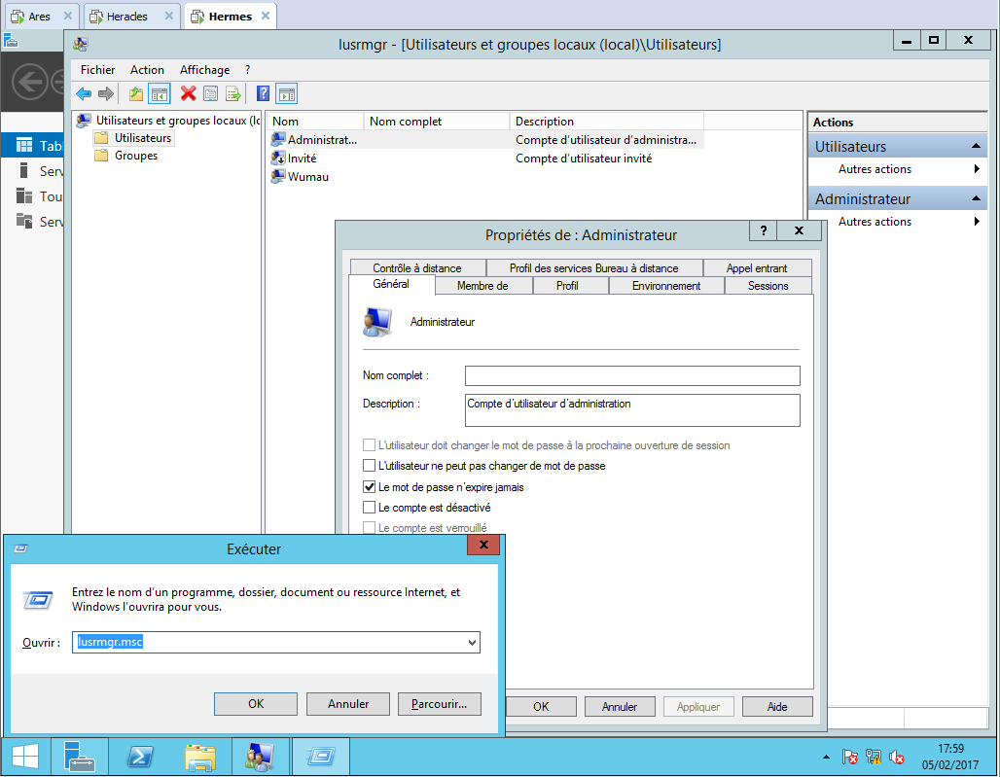 Ares
Heracles
Hermes
lusrmgr - [Utilisateurs et groupes locaux (local)\Utilisateurs]
Fichier Action Affichage ?
Utilisateurs et groupes locaux (lo
Utilisateurs
Groupes
Nom Nom complet Description
Administrat... Compte d'utilisateur d'administra...
Invité Compte d'utilisateur invité
Wumau
Actions
Utilisateurs
Autres actions
Administrateur
Autres actions
Tab
Serv
Tou
Serv
Propriétés de : Administrateur
? X
Contrôle à distance Profil des services Bureau à distance Appel entrant
Général Membre de Profil Environnement Sessions
Administrateur
Nom complet :
Description : Compte d'utilisateur d'administration
L'utilisateur doit changer le mot de passe à la prochaine ouverture de session
L'utilisateur ne peut pas changer de mot de passe
Le mot de passe n'expire jamais
Le compte est désactivé
Le compte est verrouillé
OK Annuler Appliquer Aide
Exécuter
Entrez le nom d'un programme, dossier, document ou ressource Internet, et
Windows l'ouvrira pour vous.
Ouvrir : lusrmgr.msc
OK Annuler Parcourir...
17:59
05/02/2017